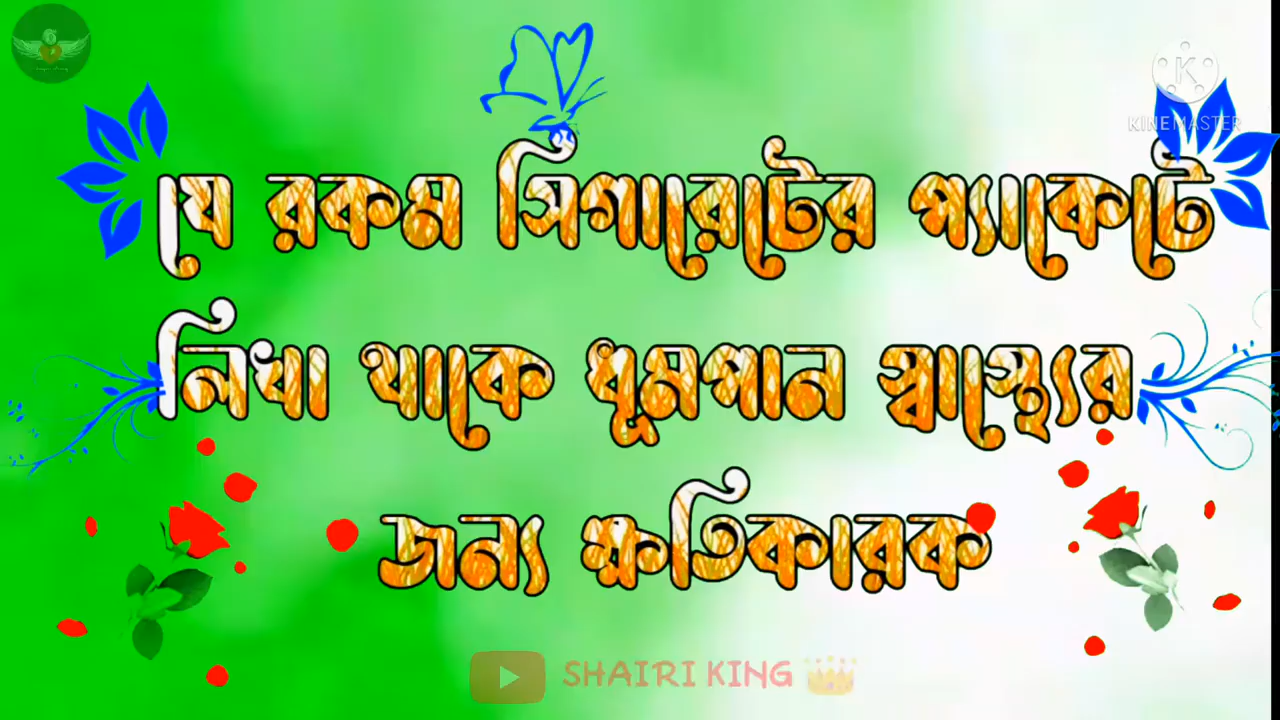 KINEMASTER
যে রকম সিগারেটের প্যাকেটে
লিখা থাকে ধূমপান স্বাস্থ্যের
জন্য ক্ষতিকারক
SHAIRI KING